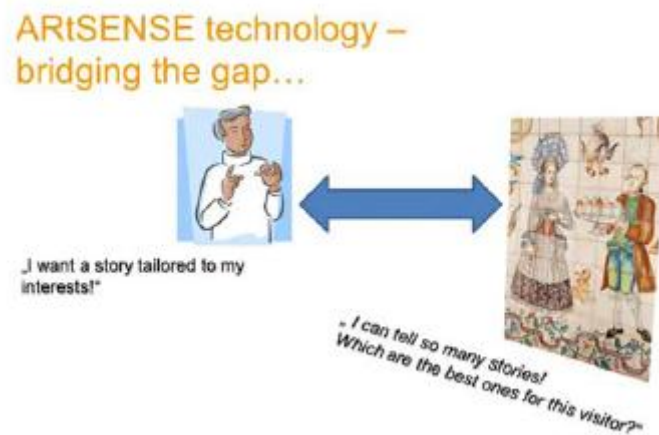 ARtSENSE technology –
bridging the gap...
„I want a story tailored to my
interests!“
„ I can tell so many stories!
Which are the best ones for this visitor?“